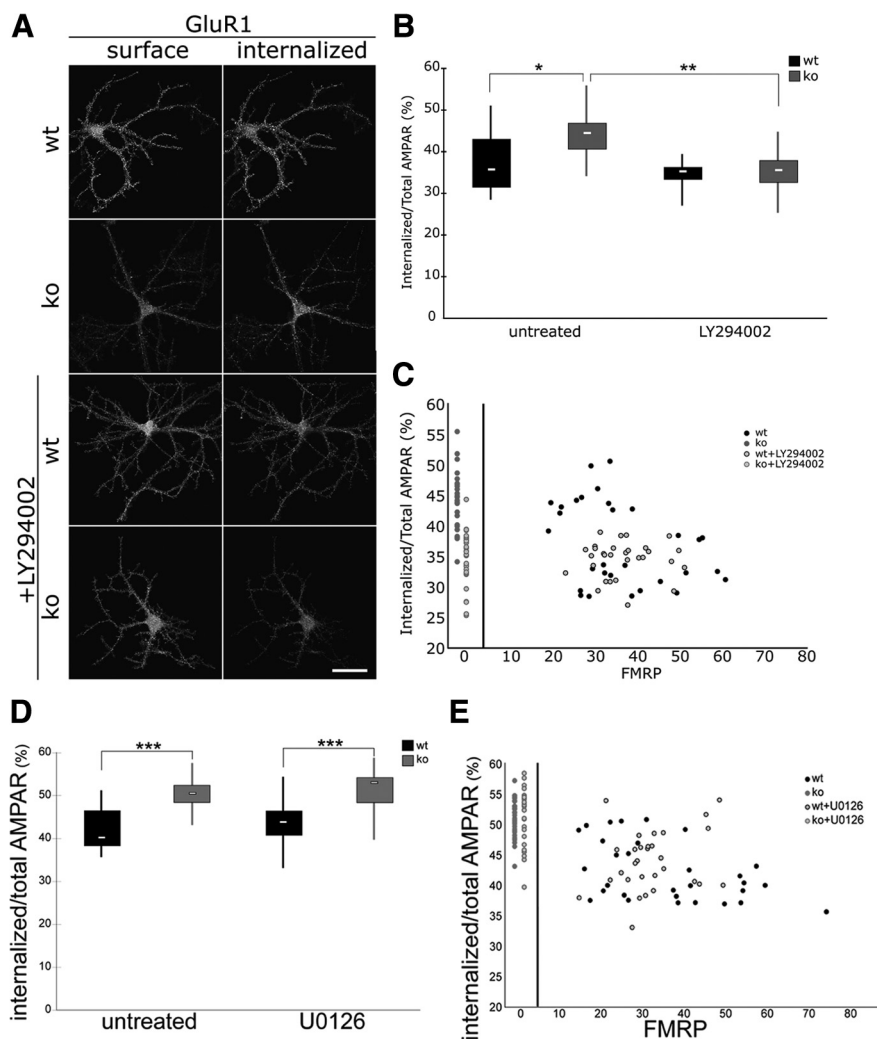 A
GluR1
surface internalized
wt
ko
wt
ko
+LY294002
B
wt
ko
*
**
60
50
40
30
20
10
0
Internalized/Total AMPAR (%)
untreated LY294002
C
60
55
50
45
40
35
30
25
20
Internalized/Total AMPAR (%)
wt
ko
wt+LY294002
ko+LY294002
0 10 20 30 40 50 60 70 80
FMRP
D
wt
ko
***
***
60
50
40
30
20
10
0
internalized/total AMPAR (%)
untreated U0126
E
60
55
50
45
40
35
30
25
20
internalized/total AMPAR (%)
wt
ko
wt+U0126
ko+U0126
0 10 20 30 40 50 60 70 80
FMRP